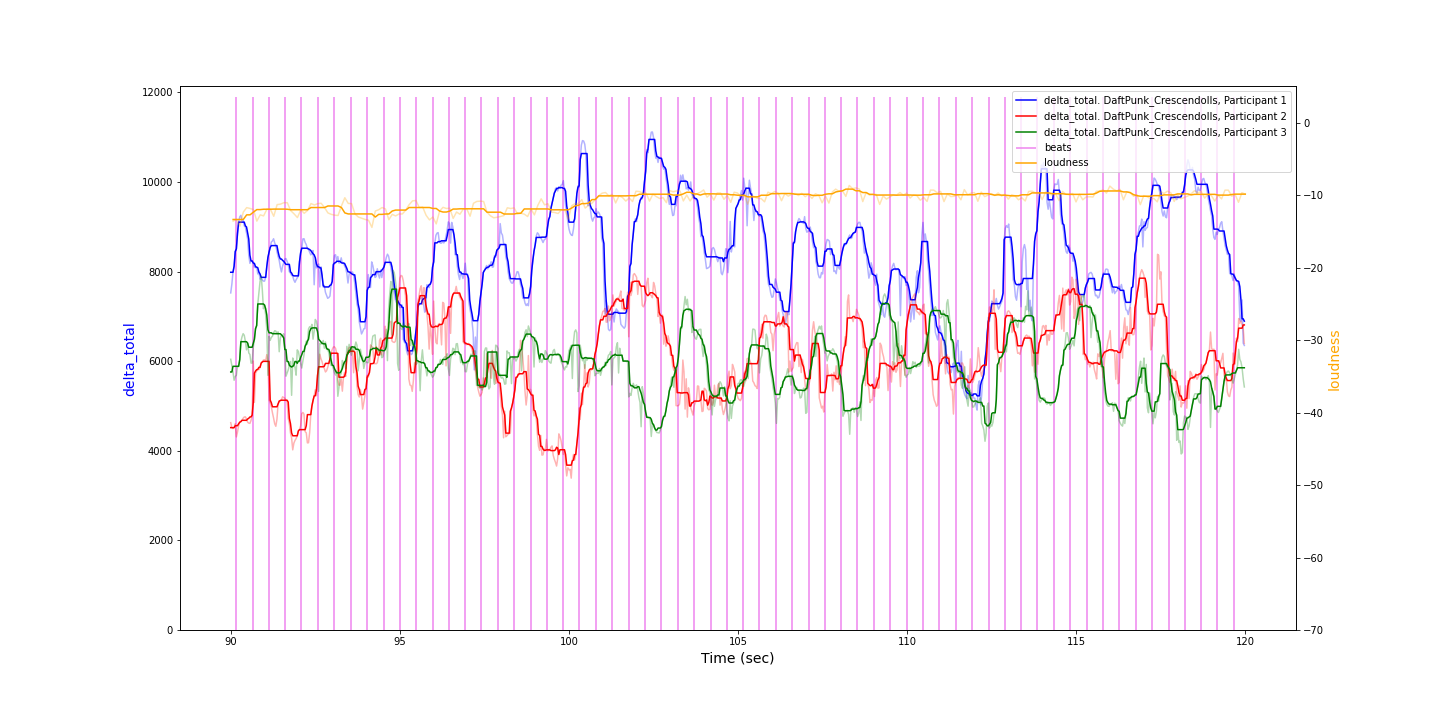 12000
10000
8000
6000
4000
2000
0
delta_total
delta_total. DaftPunk_Crescendolls, Participant 1
delta_total. DaftPunk_Crescendolls, Participant 2
delta_total. DaftPunk_Crescendolls, Participant 3
beats
loudness
0
−10
−20
−30
−40
−50
−60
−70
loudness
90
95
100
105
110
115
120
Time (sec)